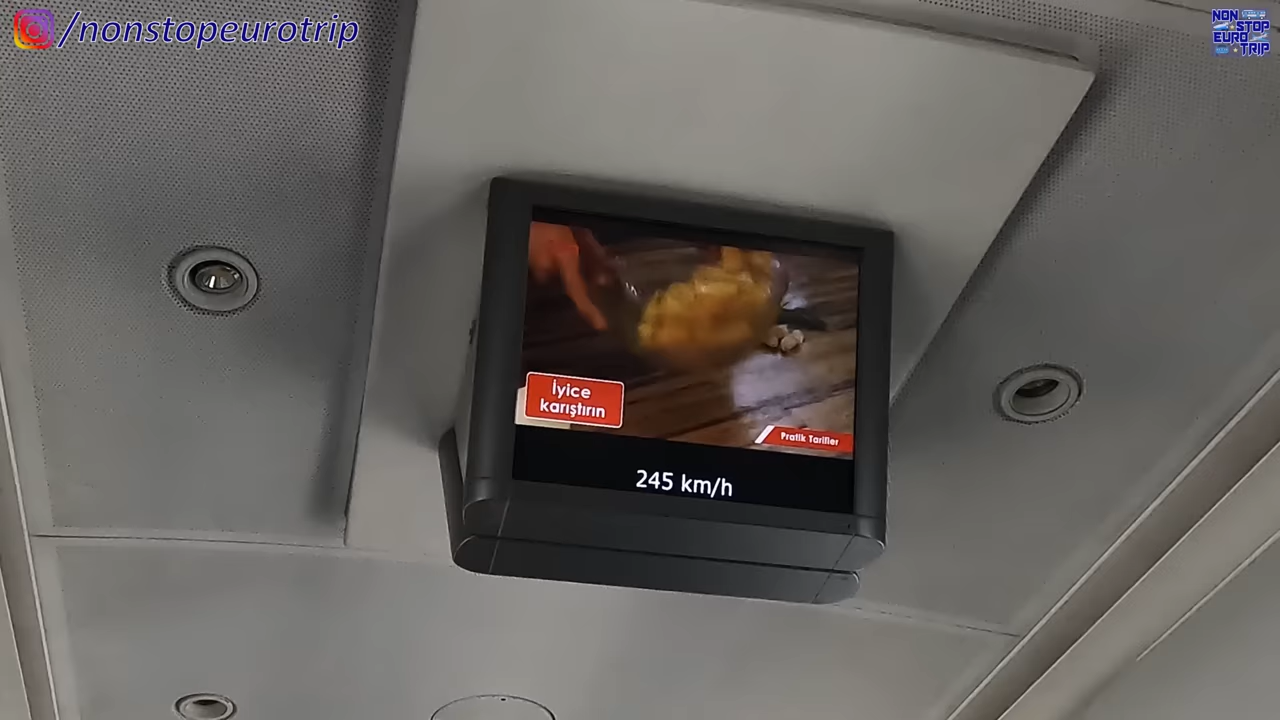 /nonstopeurotrip
NON
STOP
EURO
TRIP
İyice
karıştırın
Pratik Tarifler
245 km/h